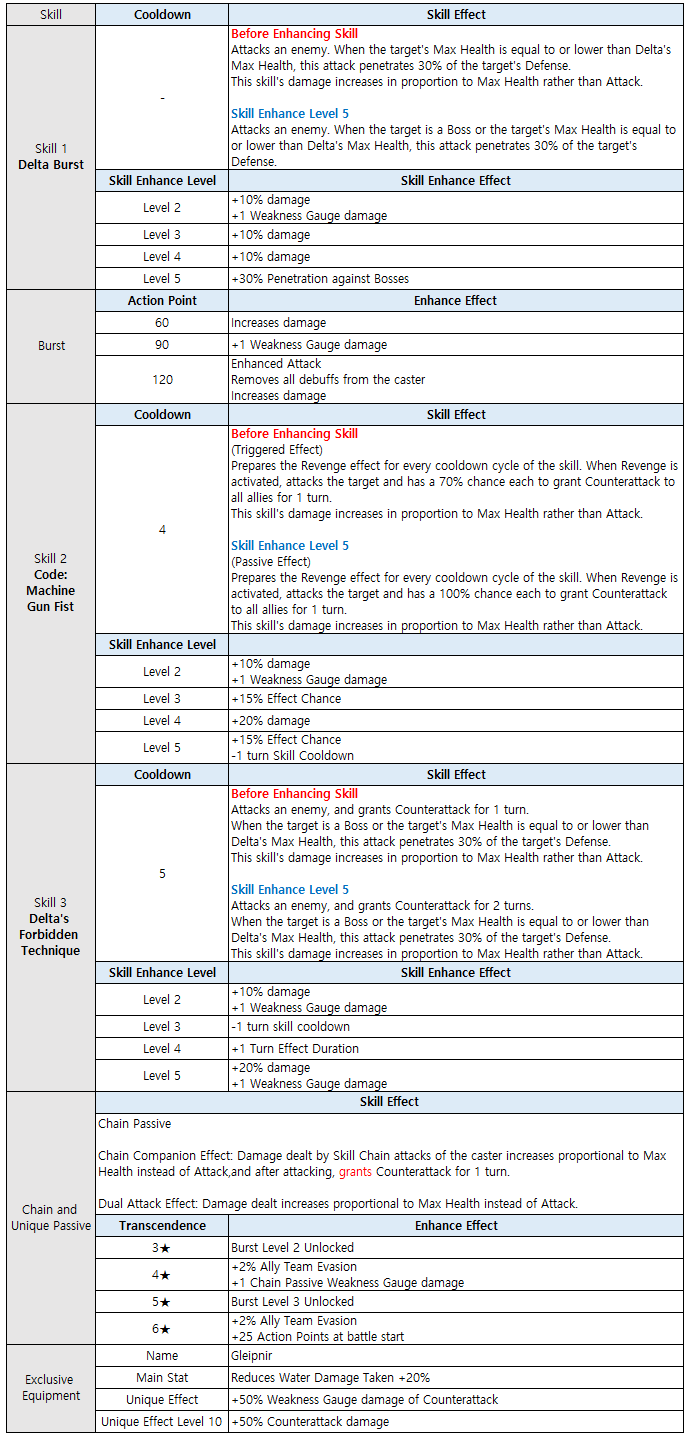 Skill Cooldown Skill Effect
Skill 1
Delta Burst
-
Before Enhancing Skill
Attacks an enemy. When the target's Max Health is equal to or lower than Delta's
Max Health, this attack penetrates 30% of the target's Defense.
This skill's damage increases in proportion to Max Health rather than Attack.
Skill Enhance Level 5
Attacks an enemy. When the target is a Boss or the target's Max Health is equal to
or lower than Delta's Max Health, this attack penetrates 30% of the target's
Defense.
Skill Enhance Level Skill Enhance Effect
Level 2
+10% damage
+1 Weakness Gauge damage
Level 3 +10% damage
Level 4 +10% damage
Level 5 +30% Penetration against Bosses
Burst
Action Point Enhance Effect
60 Increases damage
90 +1 Weakness Gauge damage
120
Enhanced Attack
Removes all debuffs from the caster
Increases damage
Skill 2
Code:
Machine
Gun Fist
Cooldown Skill Effect
4
Before Enhancing Skill
(Triggered Effect)
Prepares the Revenge effect for every cooldown cycle of the skill. When Revenge is
activated, attacks the target and has a 70% chance each to grant Counterattack to
all allies for 1 turn.
This skill's damage increases in proportion to Max Health rather than Attack.
Skill Enhance Level 5
(Passive Effect)
Prepares the Revenge effect for every cooldown cycle of the skill. When Revenge is
activated, attacks the target and has a 100% chance each to grant Counterattack
to all allies for 1 turn.
This skill's damage increases in proportion to Max Health rather than Attack.
Skill Enhance Level
Level 2
+10% damage
+1 Weakness Gauge damage
Level 3 +15% Effect Chance
Level 4 +20% damage
Level 5
+15% Effect Chance
-1 turn Skill Cooldown
Skill 3
Delta's
Forbidden
Technique
Cooldown Skill Effect
5
Before Enhancing Skill
Attacks an enemy, and grants Counterattack for 1 turn.
When the target is a Boss or the target's Max Health is equal to or lower than
Delta's Max Health, this attack penetrates 30% of the target's Defense.
This skill's damage increases in proportion to Max Health rather than Attack.
Skill Enhance Level 5
Attacks an enemy, and grants Counterattack for 2 turns.
When the target is a Boss or the target's Max Health is equal to or lower than
Delta's Max Health, this attack penetrates 30% of the target's Defense.
This skill's damage increases in proportion to Max Health rather than Attack.
Skill Enhance Level Skill Enhance Effect
Level 2
+10% damage
+1 Weakness Gauge damage
Level 3 -1 turn skill cooldown
Level 4 +1 Turn Effect Duration
Level 5
+20% damage
+1 Weakness Gauge damage
Chain and
Unique Passive
Skill Effect
Chain Passive
Chain Companion Effect: Damage dealt by Skill Chain attacks of the caster increases proportional to Max
Health instead of Attack,and after attacking, grants Counterattack for 1 turn.
Dual Attack Effect: Damage dealt increases proportional to Max Health instead of Attack.
Transcendence Enhance Effect
3★ Burst Level 2 Unlocked
4★
+2% Ally Team Evasion
+1 Chain Passive Weakness Gauge damage
5★ Burst Level 3 Unlocked
6★
+2% Ally Team Evasion
+25 Action Points at battle start
Exclusive
Equipment
Name Gleipnir
Main Stat Reduces Water Damage Taken +20%
Unique Effect +50% Weakness Gauge damage of Counterattack
Unique Effect Level 10 +50% Counterattack damage